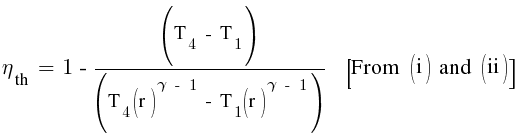 η_th = 1 - (T_4 - T_1) / (T_4(r)^(γ - 1) - T_1(r)^(γ - 1)) [From (i) and (ii)]